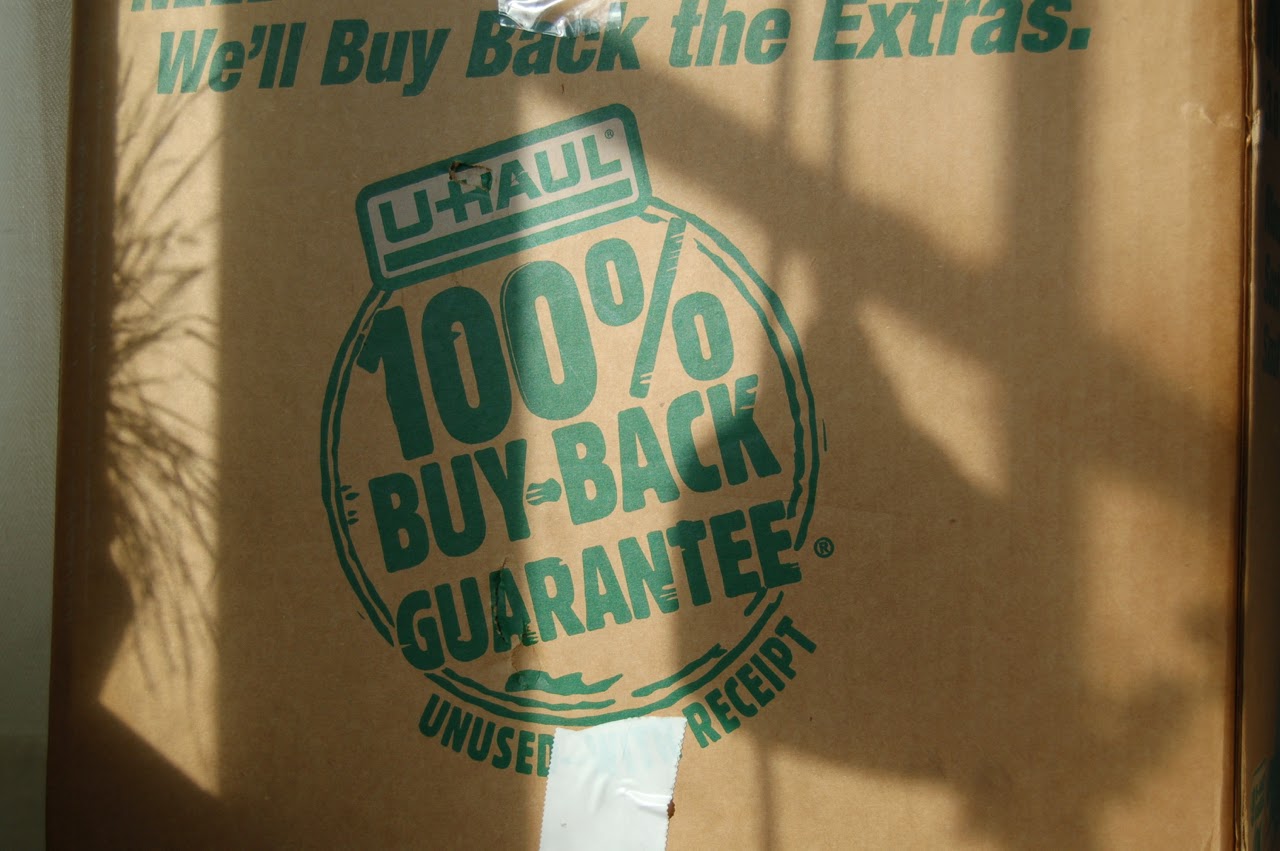 We'll Buy Back the Extras.
U-HAUL®
100%
BUY-BACK
GUARANTEE®
UNUSED
RECEIPT